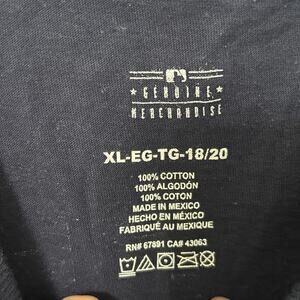 GENUINE
MERCHANDISE
XL-EG-TG-18/20
100% COTTON
100% ALGODÓN
100% COTON
MADE IN MEXICO
HECHO EN MÉXICO
FABRIQUÉ AU MEXIQUE
RN# 67891 CA# 43063